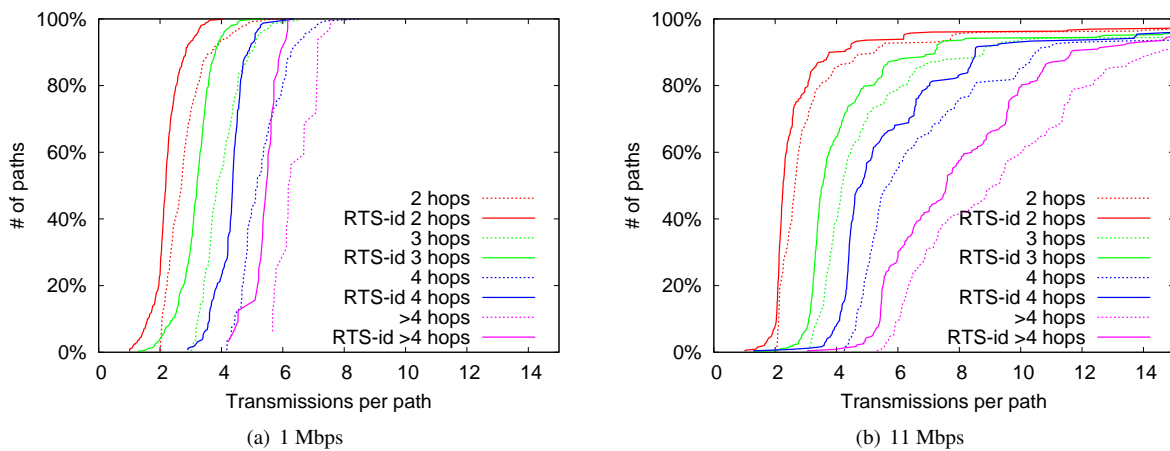 100%
80%
60%
40%
20%
0%
# of paths
2 hops
RTS-id 2 hops
3 hops
RTS-id 3 hops
4 hops
RTS-id 4 hops
>4 hops
RTS-id >4 hops
0 2 4 6 8 10 12 14
Transmissions per path
(a) 1 Mbps
100%
80%
60%
40%
20%
0%
# of paths
2 hops
RTS-id 2 hops
3 hops
RTS-id 3 hops
4 hops
RTS-id 4 hops
>4 hops
RTS-id >4 hops
0 2 4 6 8 10 12 14
Transmissions per path
(b) 11 Mbps